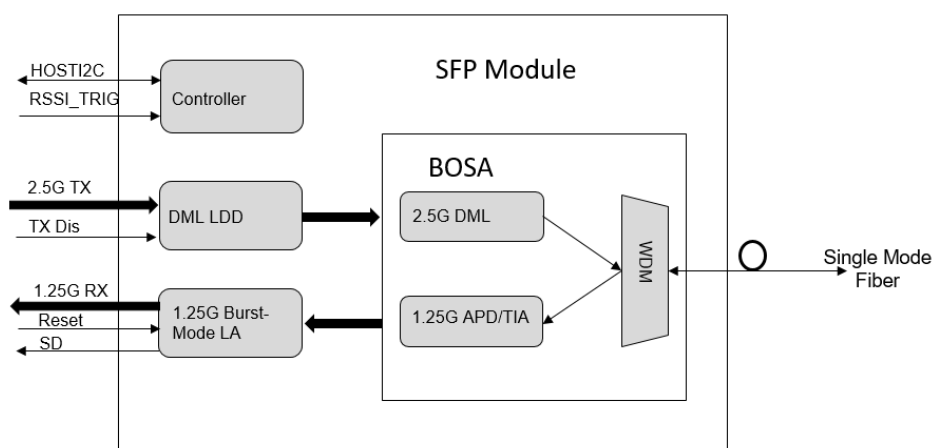 SFP Module
HOSTI2C
RSSI_TRIG
Controller
BOSA
2.5G TX
TX Dis
DML LDD
2.5G DML
WDM
Single Mode
Fiber
1.25G RX
Reset
SD
1.25G Burst-
Mode LA
1.25G APD/TIA